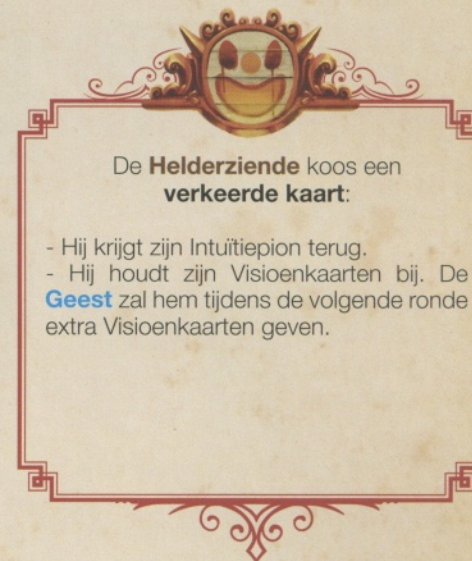 De Helderziende koos een
verkeerde kaart:
- Hij krijgt zijn Intuïtiepion terug.
- Hij houdt zijn Visioenkaarten bij. De
Geest zal hem tijdens de volgende ronde
extra Visioenkaarten geven.